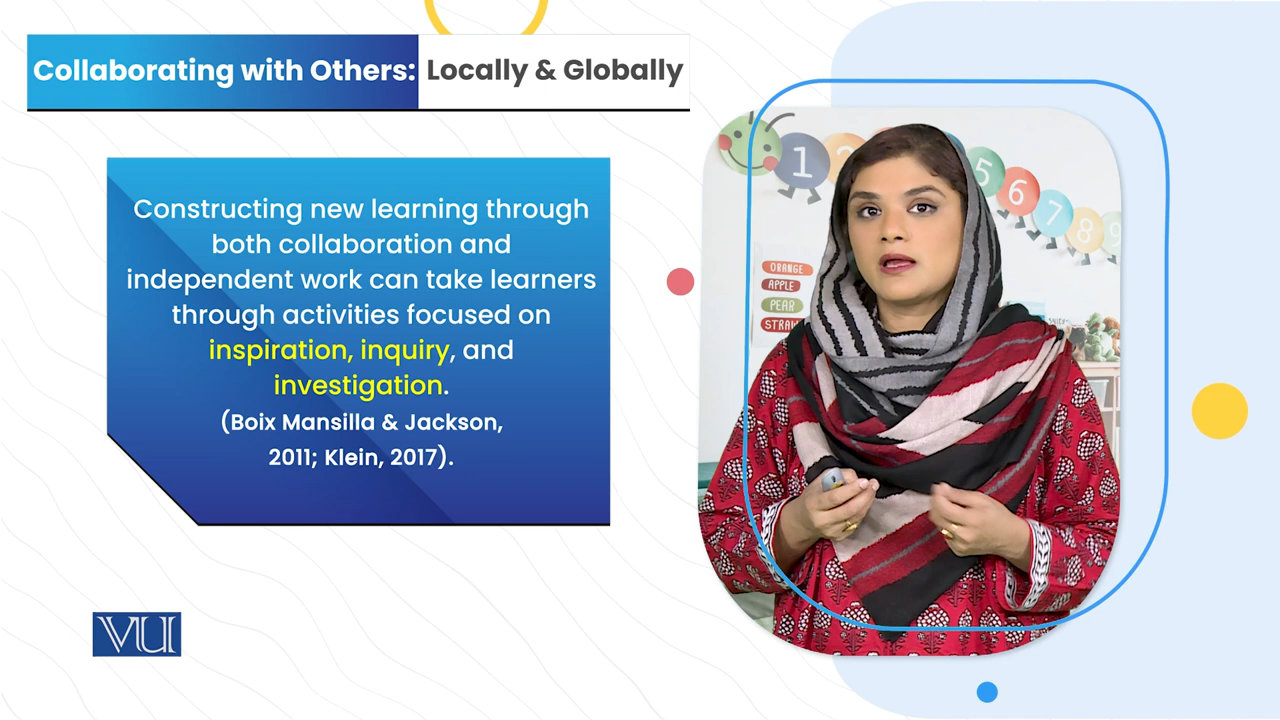 Collaborating with Others: Locally & Globally
Constructing new learning through
both collaboration and
independent work can take learners
through activities focused on
inspiration, inquiry, and
investigation.
(Boix Mansilla & Jackson,
2011; Klein, 2017).
VU
1
5
6
7
8
9
ORANGE
APPLE
PEAR
STRAW